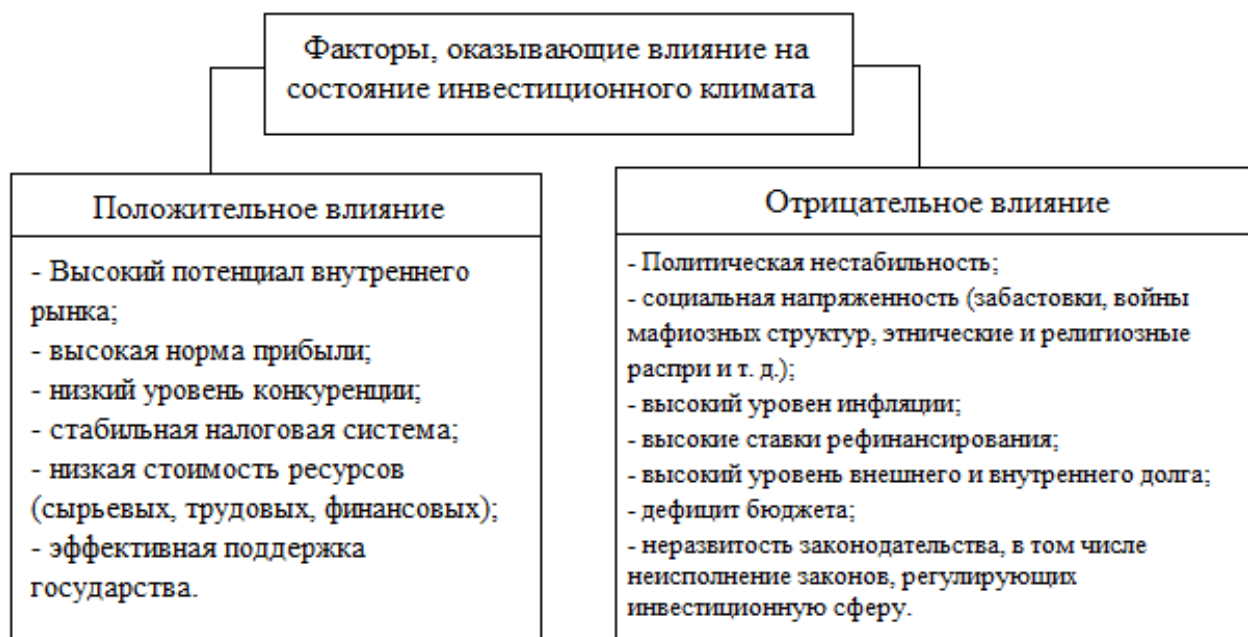 Факторы, оказывающие влияние на
состояние инвестиционного климата
Положительное влияние
- Высокий потенциал внутреннего
рынка;
- высокая норма прибыли;
- низкий уровень конкуренции;
- стабильная налоговая система;
- низкая стоимость ресурсов
(сырьевых, трудовых, финансовых);
- эффективная поддержка
государства.
Отрицательное влияние
- Политическая нестабильность;
- социальная напряженность (забастовки, войны
мафиозных структур, этнические и религиозные
распри и т. д.);
- высокий уровен инфляции;
- высокие ставки рефинансирования;
- высокий уровень внешнего и внутреннего долга;
- дефицит бюджета;
- неразвитость законодательства, в том числе
неисполнение законов, регулирующих
инвестиционную сферу.